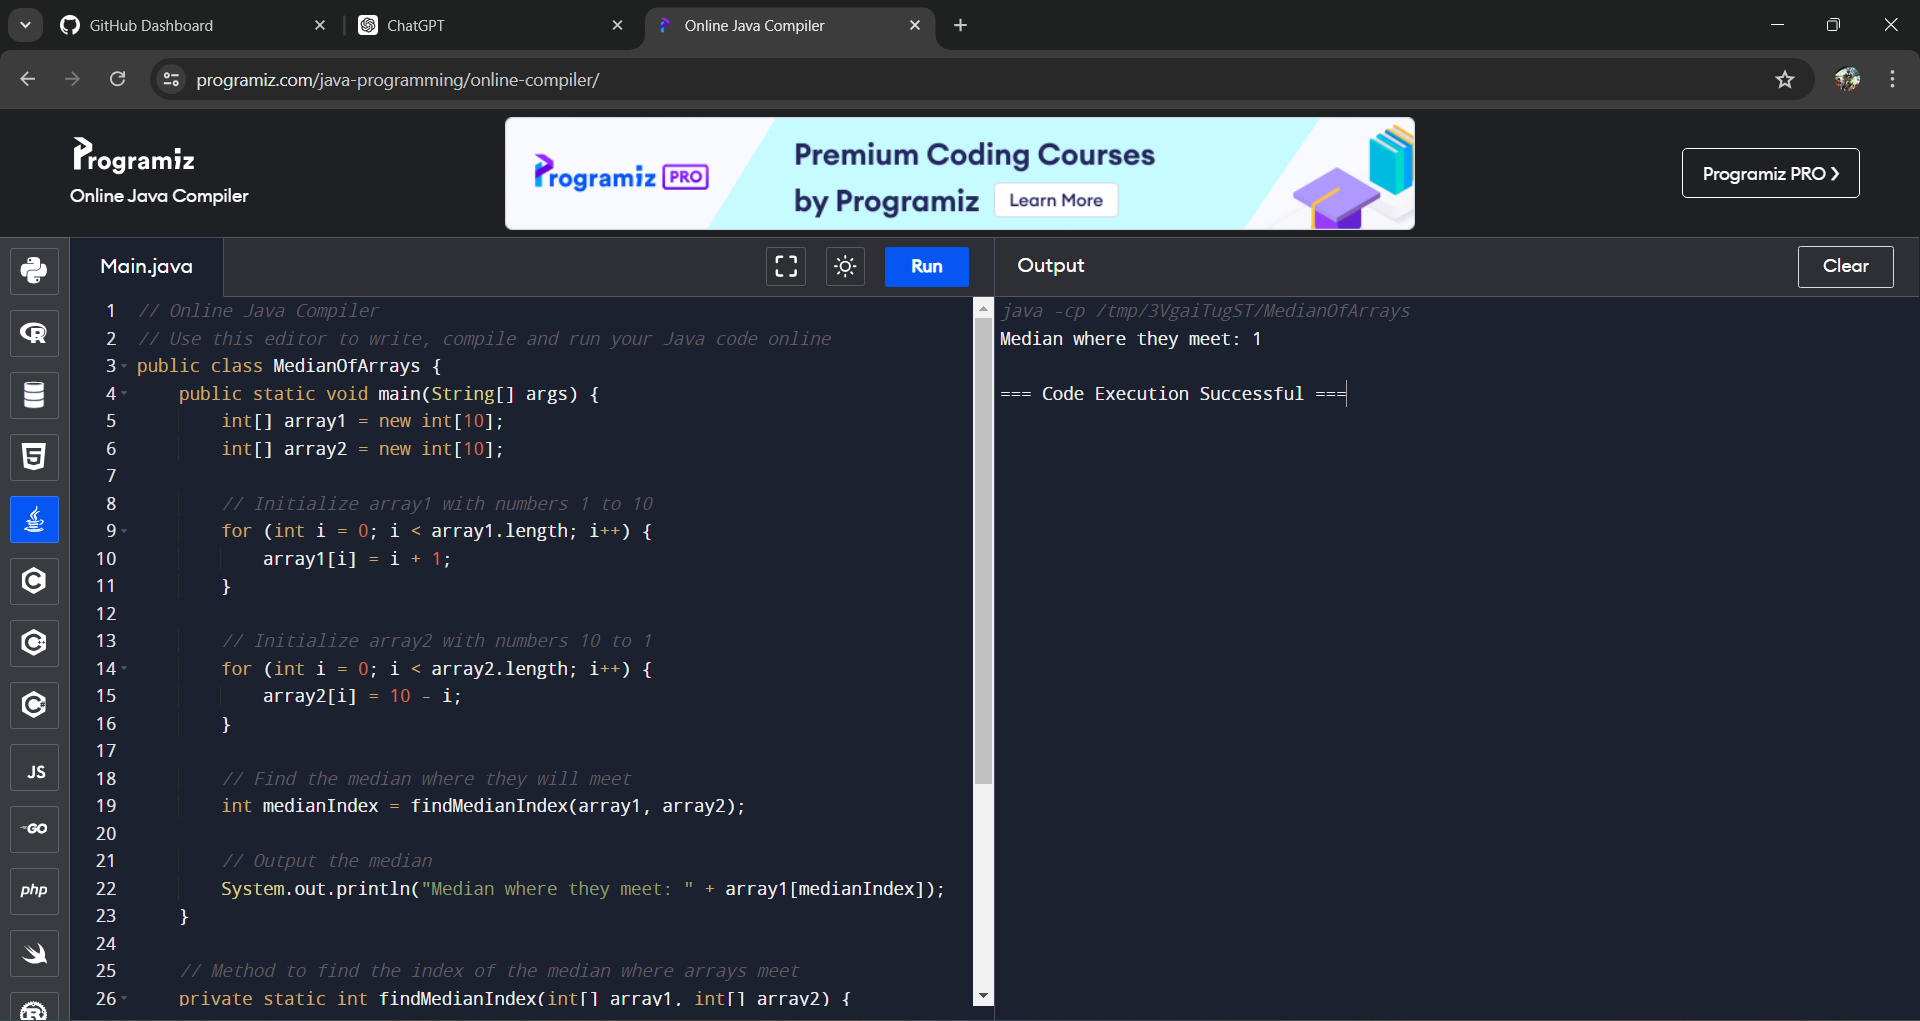 GitHub Dashboard
ChatGPT
Online Java Compiler
programiz.com/java-programming/online-compiler/
Programiz
Online Java Compiler
Programiz PRO
Premium Coding Courses
by Programiz
Learn More
Programiz PRO ❯
Main.java
Run
Output
Clear
JS
GO
php
1 // Online Java Compiler
2 // Use this editor to write, compile and run your Java code online
3 public class MedianOfArrays {
4     public static void main(String[] args) {
5         int[] array1 = new int[10];
6         int[] array2 = new int[10];
7
8         // Initialize array1 with numbers 1 to 10
9         for (int i = 0; i < array1.length; i++) {
10             array1[i] = i + 1;
11         }
12
13         // Initialize array2 with numbers 10 to 1
14         for (int i = 0; i < array2.length; i++) {
15             array2[i] = 10 - i;
16         }
17
18         // Find the median where they will meet
19         int medianIndex = findMedianIndex(array1, array2);
20
21         // Output the median
22         System.out.println("Median where they meet: " + array1[medianIndex]);
23     }
24
25     // Method to find the index of the median where arrays meet
26     private static int findMedianIndex(int[] array1, int[] array2) {
java -cp /tmp/3VgaiTugST/MedianOfArrays
Median where they meet: 1
=== Code Execution Successful ===